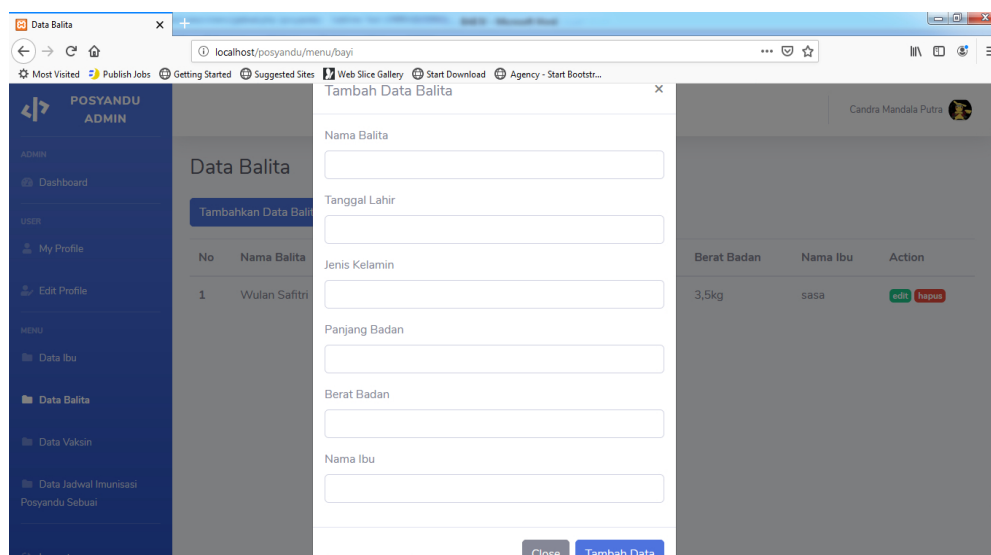 Data Balita
localhost/posyandu/menu/bayi
Most Visited Publish Jobs Getting Started Suggested Sites Web Slice Gallery Start Download Agency - Start Bootstr...
POSYANDU
ADMIN
ADMIN
Dashboard
USER
My Profile
Edit Profile
MENU
Data Ibu
Data Balita
Data Vaksin
Data Jadwal Imunisasi
Posyandu Sebuai
Candra Mandala Putra
Data Balita
Tambahkan Data Balit
No Nama Balita Berat Badan Nama Ibu Action
1 Wulan Safitri 3,5kg sasa edit hapus
Tambah Data Balita ×
Nama Balita
Tanggal Lahir
Jenis Kelamin
Panjang Badan
Berat Badan
Nama Ibu
Close Tambah Data